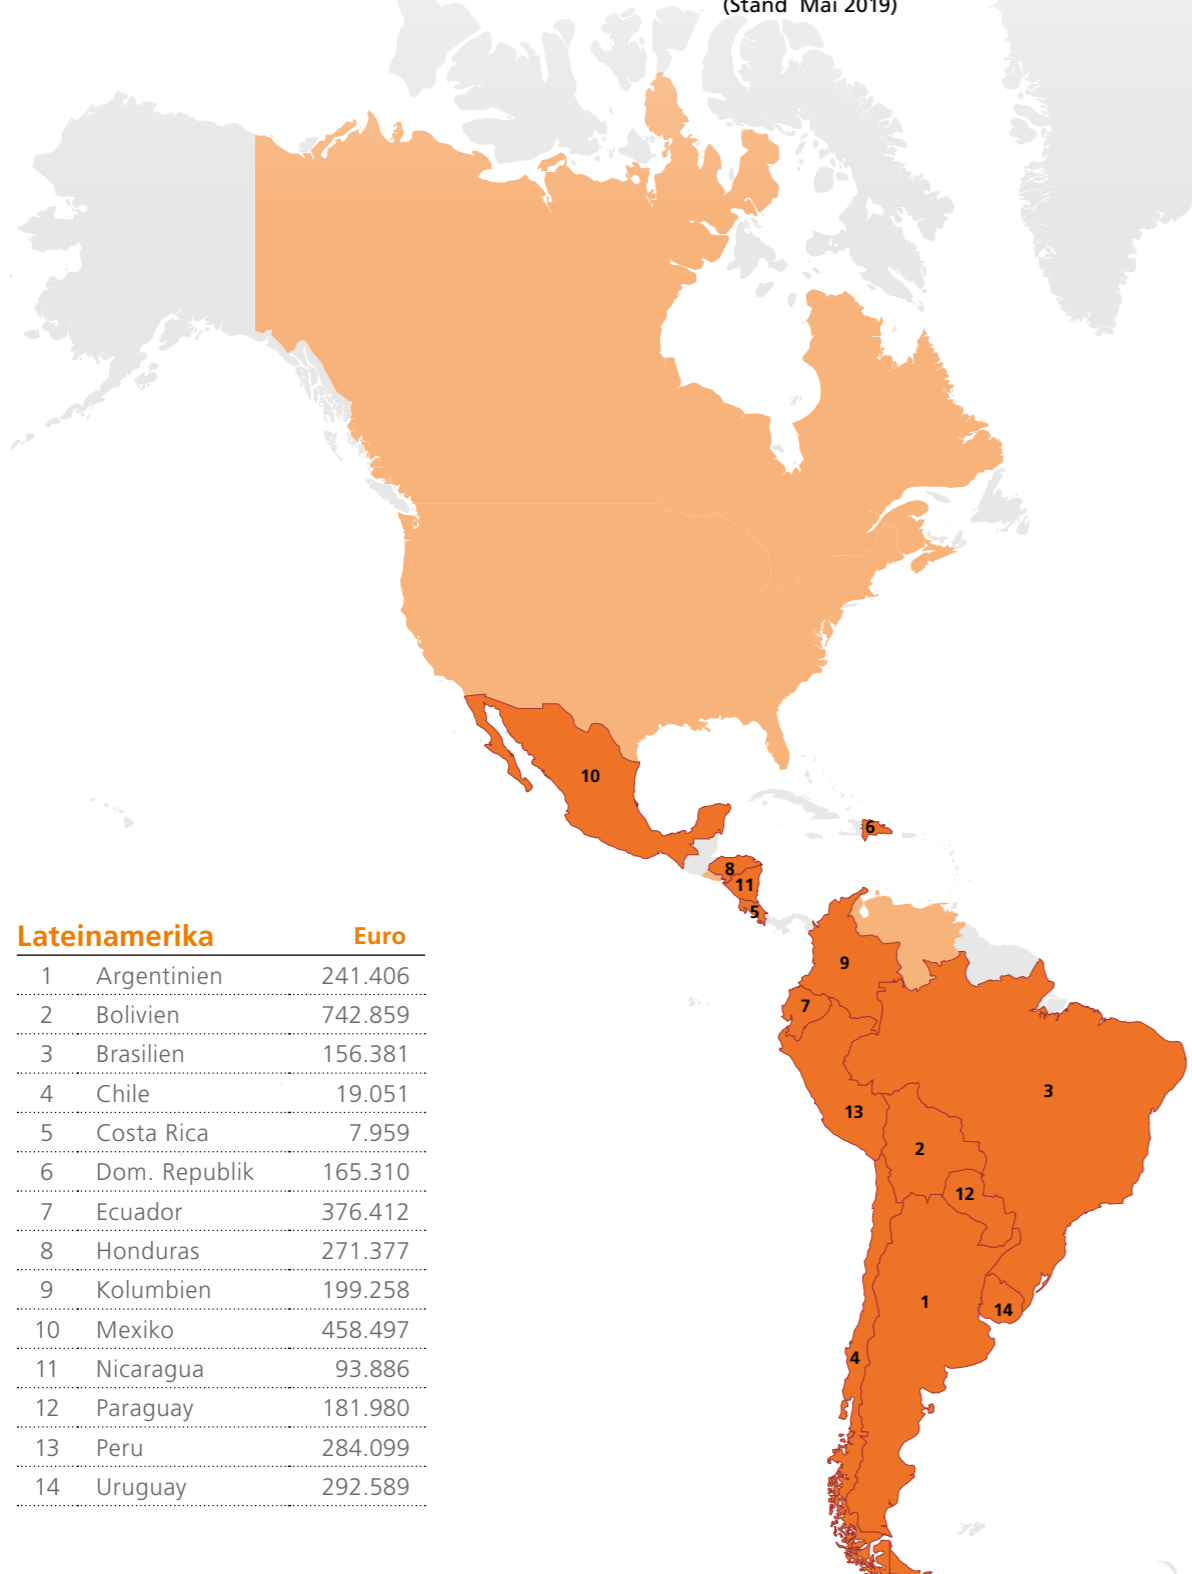 (Stand Mai 2019)
10
6
8
11
5
9
7
3
13
2
12
1
14
4
Lateinamerika Euro
1 Argentinien 241.406
2 Bolivien 742.859
3 Brasilien 156.381
4 Chile 19.051
5 Costa Rica 7.959
6 Dom. Republik 165.310
7 Ecuador 376.412
8 Honduras 271.377
9 Kolumbien 199.258
10 Mexiko 458.497
11 Nicaragua 93.886
12 Paraguay 181.980
13 Peru 284.099
14 Uruguay 292.589